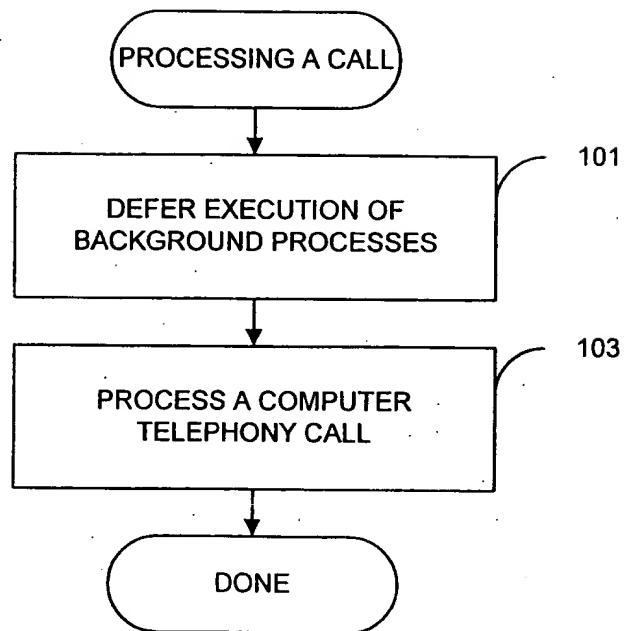 PROCESSING A CALL
101
DEFER EXECUTION OF
BACKGROUND PROCESSES
103
PROCESS A COMPUTER
TELEPHONY CALL
DONE